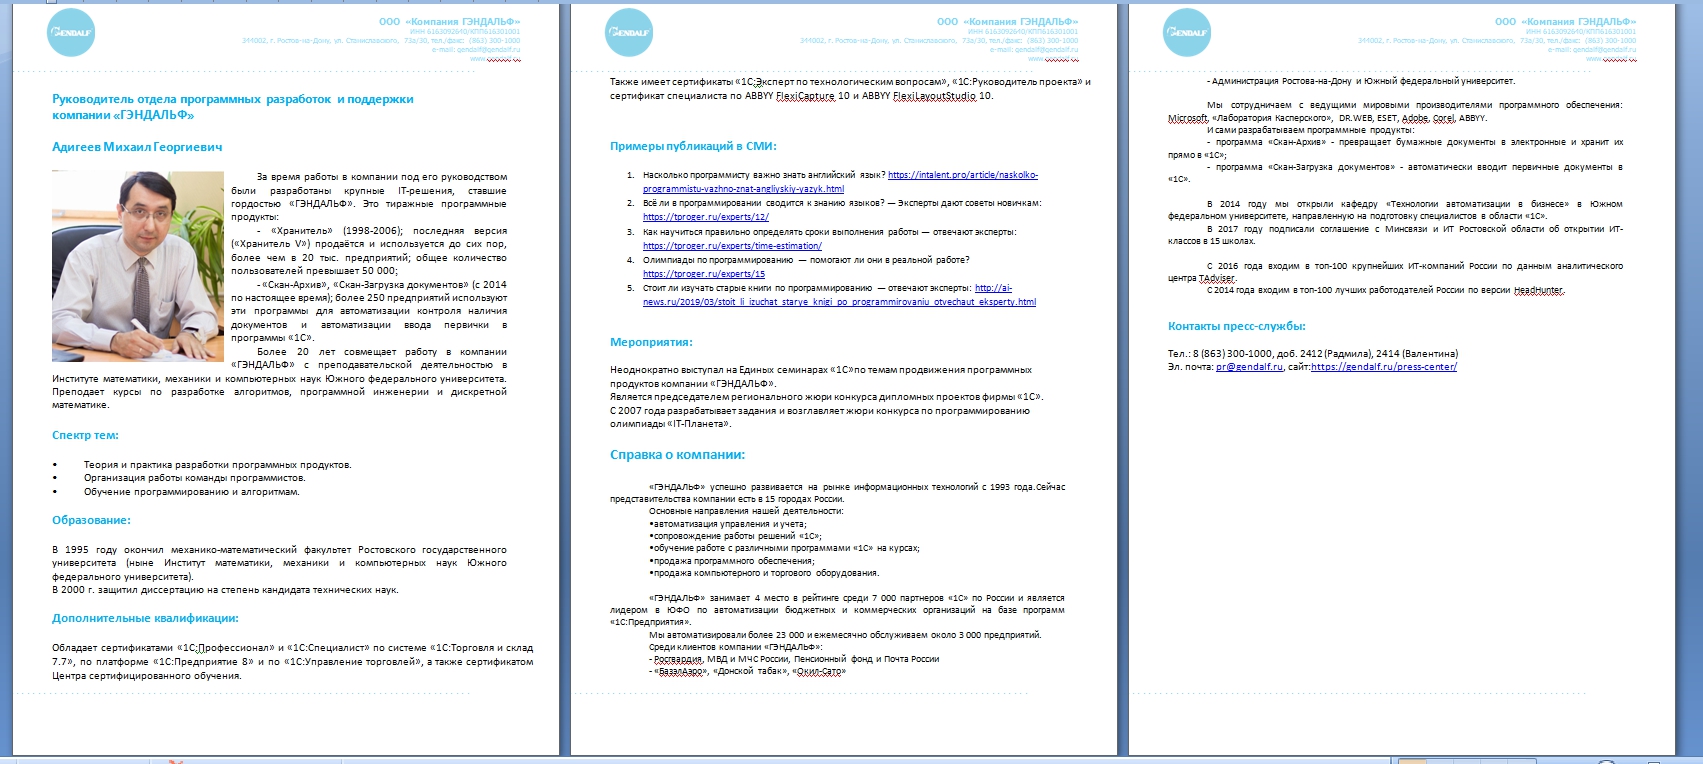 GENDALF
ООО «Компания ГЭНДАЛЬФ»
ИНН 6163092640/КПП616301001
344002, г. Ростов-на-Дону, ул. Станиславского, 73а/30, тел./факс: (863) 300-1000
e-mail: gendalf@gendalf.ru
Руководитель отдела программных разработок и поддержки
компании «ГЭНДАЛЬФ»
Адигеев Михаил Георгиевич
За время работы в компании под его руководством
были разработаны крупные IT-решения, ставшие
гордостью «ГЭНДАЛЬФ». Это тиражные программные
продукты:
- «Хранитель» (1998-2006); последняя версия
(«Хранитель V») продаётся и используется до сих пор,
более чем в 20 тыс. предприятий; общее количество
пользователей превышает 50 000;
- «Скан-Архив», «Скан-Загрузка документов» (с 2014
по настоящее время); более 250 предприятий используют
эти программы для автоматизации контроля наличия
документов и автоматизации ввода первички в
программы «1С».
Более 20 лет совмещает работу в компании
«ГЭНДАЛЬФ» с преподавательской деятельностью в
Институте математики, механики и компьютерных наук Южного федерального университета.
Преподает курсы по разработке алгоритмов, программной инженерии и дискретной
математике.
Спектр тем:
• Теория и практика разработки программных продуктов.
• Организация работы команды программистов.
• Обучение программированию и алгоритмам.
Образование:
В 1995 году окончил механико-математический факультет Ростовского государственного
университета (ныне Институт математики, механики и компьютерных наук Южного
федерального университета).
В 2000 г. защитил диссертацию на степень кандидата технических наук.
Дополнительные квалификации:
Обладает сертификатами «1С:Профессионал» и «1С:Специалист» по системе «1С:Торговля и склад
7.7», по платформе «1С:Предприятие 8» и по «1С:Управление торговлей», а также сертификатом
Центра сертифицированного обучения.
GENDALF
ООО «Компания ГЭНДАЛЬФ»
ИНН 6163092640/КПП616301001
344002, г. Ростов-на-Дону, ул. Станиславского, 73а/30, тел./факс: (863) 300-1000
e-mail: gendalf@gendalf.ru
Также имеет сертификаты «1С:Эксперт по технологическим вопросам», «1С:Руководитель проекта» и
сертификат специалиста по ABBYY FlexiCapture 10 и ABBYY FlexiLayoutStudio 10.
Примеры публикаций в СМИ:
1. Насколько программисту важно знать английский язык? https://intalent.pro/article/naskolko-
programmistu-vazhno-znat-angliyskiy-yazyk.html
2. Всё ли в программировании сводится к знанию языков? — Эксперты дают советы новичкам:
https://tproger.ru/experts/12/
3. Как научиться правильно определять сроки выполнения работы — отвечают эксперты:
https://tproger.ru/experts/time-estimation/
4. Олимпиады по программированию — помогают ли они в реальной работе?
https://tproger.ru/experts/15
5. Стоит ли изучать старые книги по программированию — отвечают эксперты: http://ai-
news.ru/2019/03/stoit_li_izuchat_starye_knigi_po_programmirovaniu_otvechaut_eksperty.html
Мероприятия:
Неоднократно выступал на Единых семинарах «1С»по темам продвижения программных
продуктов компании «ГЭНДАЛЬФ».
Является председателем регионального жюри конкурса дипломных проектов фирмы «1С».
С 2007 года разрабатывает задания и возглавляет жюри конкурса по программированию
олимпиады «IT-Планета».
Справка о компании:
«ГЭНДАЛЬФ» успешно развивается на рынке информационных технологий с 1993 года.Сейчас
представительства компании есть в 15 городах России.
Основные направления нашей деятельности:
•автоматизация управления и учета;
•сопровождение работы решений «1С»;
•обучение работе с различными программами «1С» на курсах;
•продажа программного обеспечения;
•продажа компьютерного и торгового оборудования.
«ГЭНДАЛЬФ» занимает 4 место в рейтинге среди 7 000 партнеров «1С» по России и является
лидером в ЮФО по автоматизации бюджетных и коммерческих организаций на базе программ
«1С:Предприятия».
Мы автоматизировали более 23 000 и ежемесячно обслуживаем около 3 000 предприятий.
Среди клиентов компании «ГЭНДАЛЬФ»:
- Росгвардия, МВД и МЧС России, Пенсионный фонд и Почта России
- «БазэлАэро», «Донской табак», «Окил-Сато»
GENDALF
ООО «Компания ГЭНДАЛЬФ»
ИНН 6163092640/КПП616301001
344002, г. Ростов-на-Дону, ул. Станиславского, 73а/30, тел./факс: (863) 300-1000
e-mail: gendalf@gendalf.ru
- Администрация Ростова-на-Дону и Южный федеральный университет.
Мы сотрудничаем с ведущими мировыми производителями программного обеспечения:
Microsoft, «Лаборатория Касперского», DR.WEB, ESET, Adobe, Corel, ABBYY.
И сами разрабатываем программные продукты:
- программа «Скан-Архив» - превращает бумажные документы в электронные и хранит их
прямо в «1С»;
- программа «Скан-Загрузка документов» - автоматически вводит первичные документы в
«1С».
В 2014 году мы открыли кафедру «Технологии автоматизации в бизнесе» в Южном
федеральном университете, направленную на подготовку специалистов в области «1С».
В 2017 году подписали соглашение с Минсвязи и ИТ Ростовской области об открытии ИТ-
классов в 15 школах.
С 2016 года входим в топ-100 крупнейших ИТ-компаний России по данным аналитического
центра TAdviser.
С 2014 года входим в топ-100 лучших работодателей России по версии HeadHunter.
Контакты пресс-службы:
Тел.: 8 (863) 300-1000, доб. 2412 (Радмила), 2414 (Валентина)
Эл. почта: pr@gendalf.ru, сайт:https://gendalf.ru/press-center/